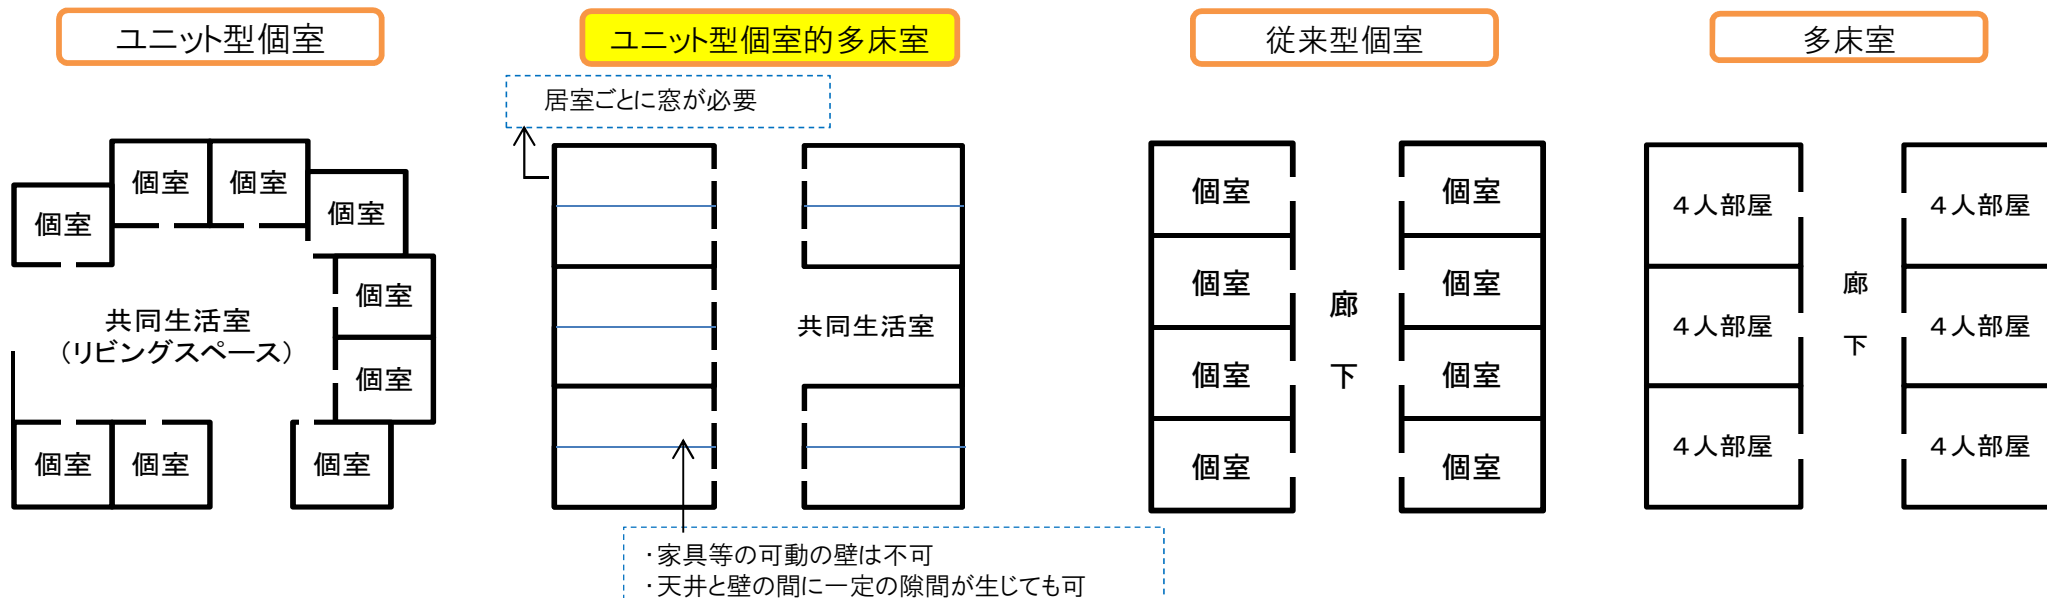 ユニット型個室
ユニット型個室的多床室
従来型個室
多床室
居室ごとに窓が必要
個室
個室
個室
個室
個室
個室
個室
個室
個室
共同生活室
（リビングスペース）
共同生活室
・家具等の可動の壁は不可
・天井と壁の間に一定の隙間が生じても可
個室
個室
個室
個室
個室
個室
個室
個室
廊
下
４人部屋
４人部屋
４人部屋
４人部屋
４人部屋
４人部屋
廊
下